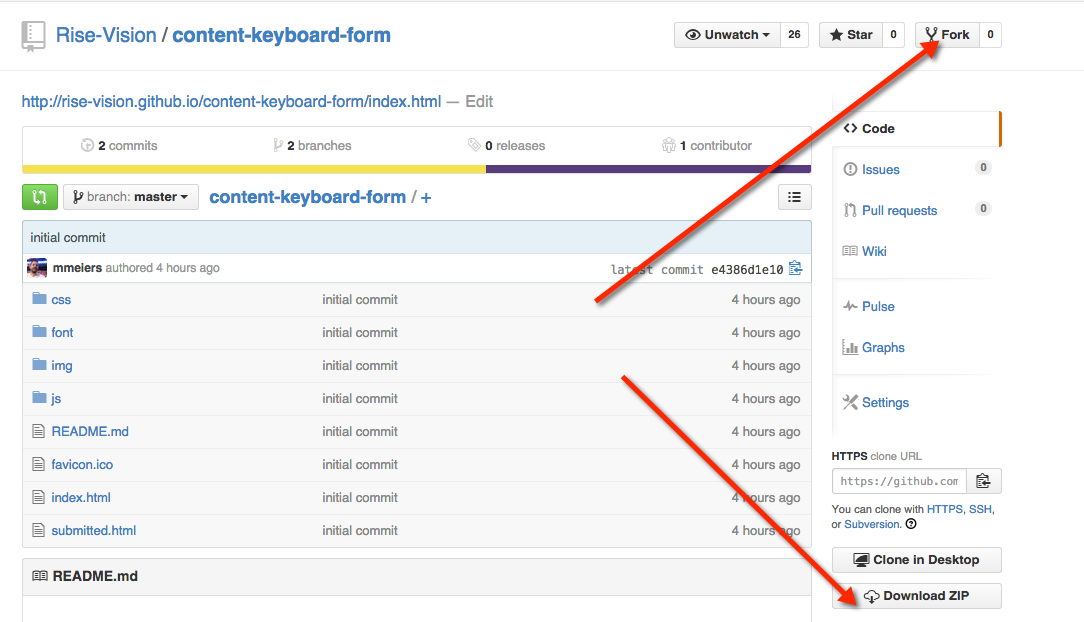 Rise-Vision / content-keyboard-form
Unwatch 26 Star 0 Fork 0
http://rise-vision.github.io/content-keyboard-form/index.html — Edit
2 commits 2 branches 0 releases 1 contributor
branch: master content-keyboard-form / +
initial commit
mmeiers authored 4 hours ago latest commit e4386d1e10
css initial commit 4 hours ago
font initial commit 4 hours ago
img initial commit 4 hours ago
js initial commit 4 hours ago
README.md initial commit 4 hours ago
favicon.ico initial commit 4 hours ago
index.html initial commit 4 hours ago
submitted.html initial commit 4 hours ago
README.md
Code
Issues 0
Pull requests 0
Wiki
Pulse
Graphs
Settings
HTTPS clone URL
https://github.com
You can clone with HTTPS, SSH,
or Subversion.
Clone in Desktop
Download ZIP